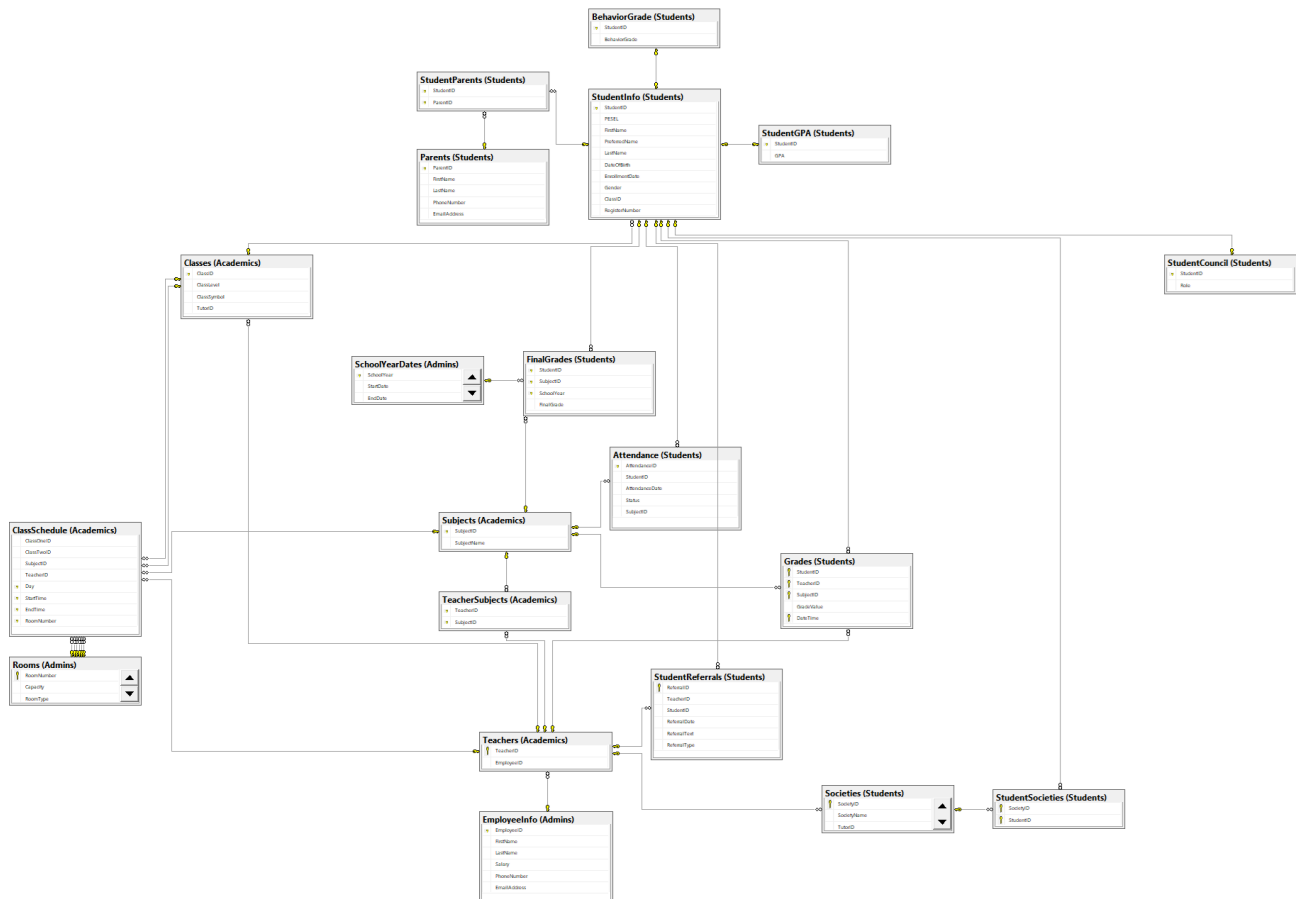 BehaviorGrade (Students)
StudentID
BehaviorGrade
StudentParents (Students)
StudentID
ParentID
StudentInfo (Students)
StudentID
PESEL
FirstName
PreferredName
LastName
DateOfBirth
EnrollmentDate
Gender
ClassID
RegisterNumber
StudentGPA (Students)
StudentID
GPA
Parents (Students)
ParentID
FirstName
LastName
PhoneNumber
EmailAddress
Classes (Academics)
ClassID
ClassLevel
ClassSymbol
TutorID
StudentCouncil (Students)
StudentID
Role
SchoolYearDates (Admins)
SchoolYear
StartDate
EndDate
FinalGrades (Students)
StudentID
SubjectID
SchoolYear
FinalGrade
Attendance (Students)
AttendanceID
StudentID
AttendanceDate
Status
SubjectID
Subjects (Academics)
SubjectID
SubjectName
ClassSchedule (Academics)
ClassOneID
ClassTwoID
SubjectID
TeacherID
Day
StartTime
EndTime
RoomNumber
Grades (Students)
StudentID
TeacherID
SubjectID
GradeValue
DateTime
TeacherSubjects (Academics)
TeacherID
SubjectID
Rooms (Admins)
RoomNumber
Capacity
RoomType
StudentReferrals (Students)
ReferralID
TeacherID
StudentID
ReferralDate
ReferralText
ReferralType
Teachers (Academics)
TeacherID
EmployeeID
Societies (Students)
SocietyID
SocietyName
TutorID
StudentSocieties (Students)
SocietyID
StudentID
EmployeeInfo (Admins)
EmployeeID
FirstName
LastName
Salary
PhoneNumber
EmailAddress